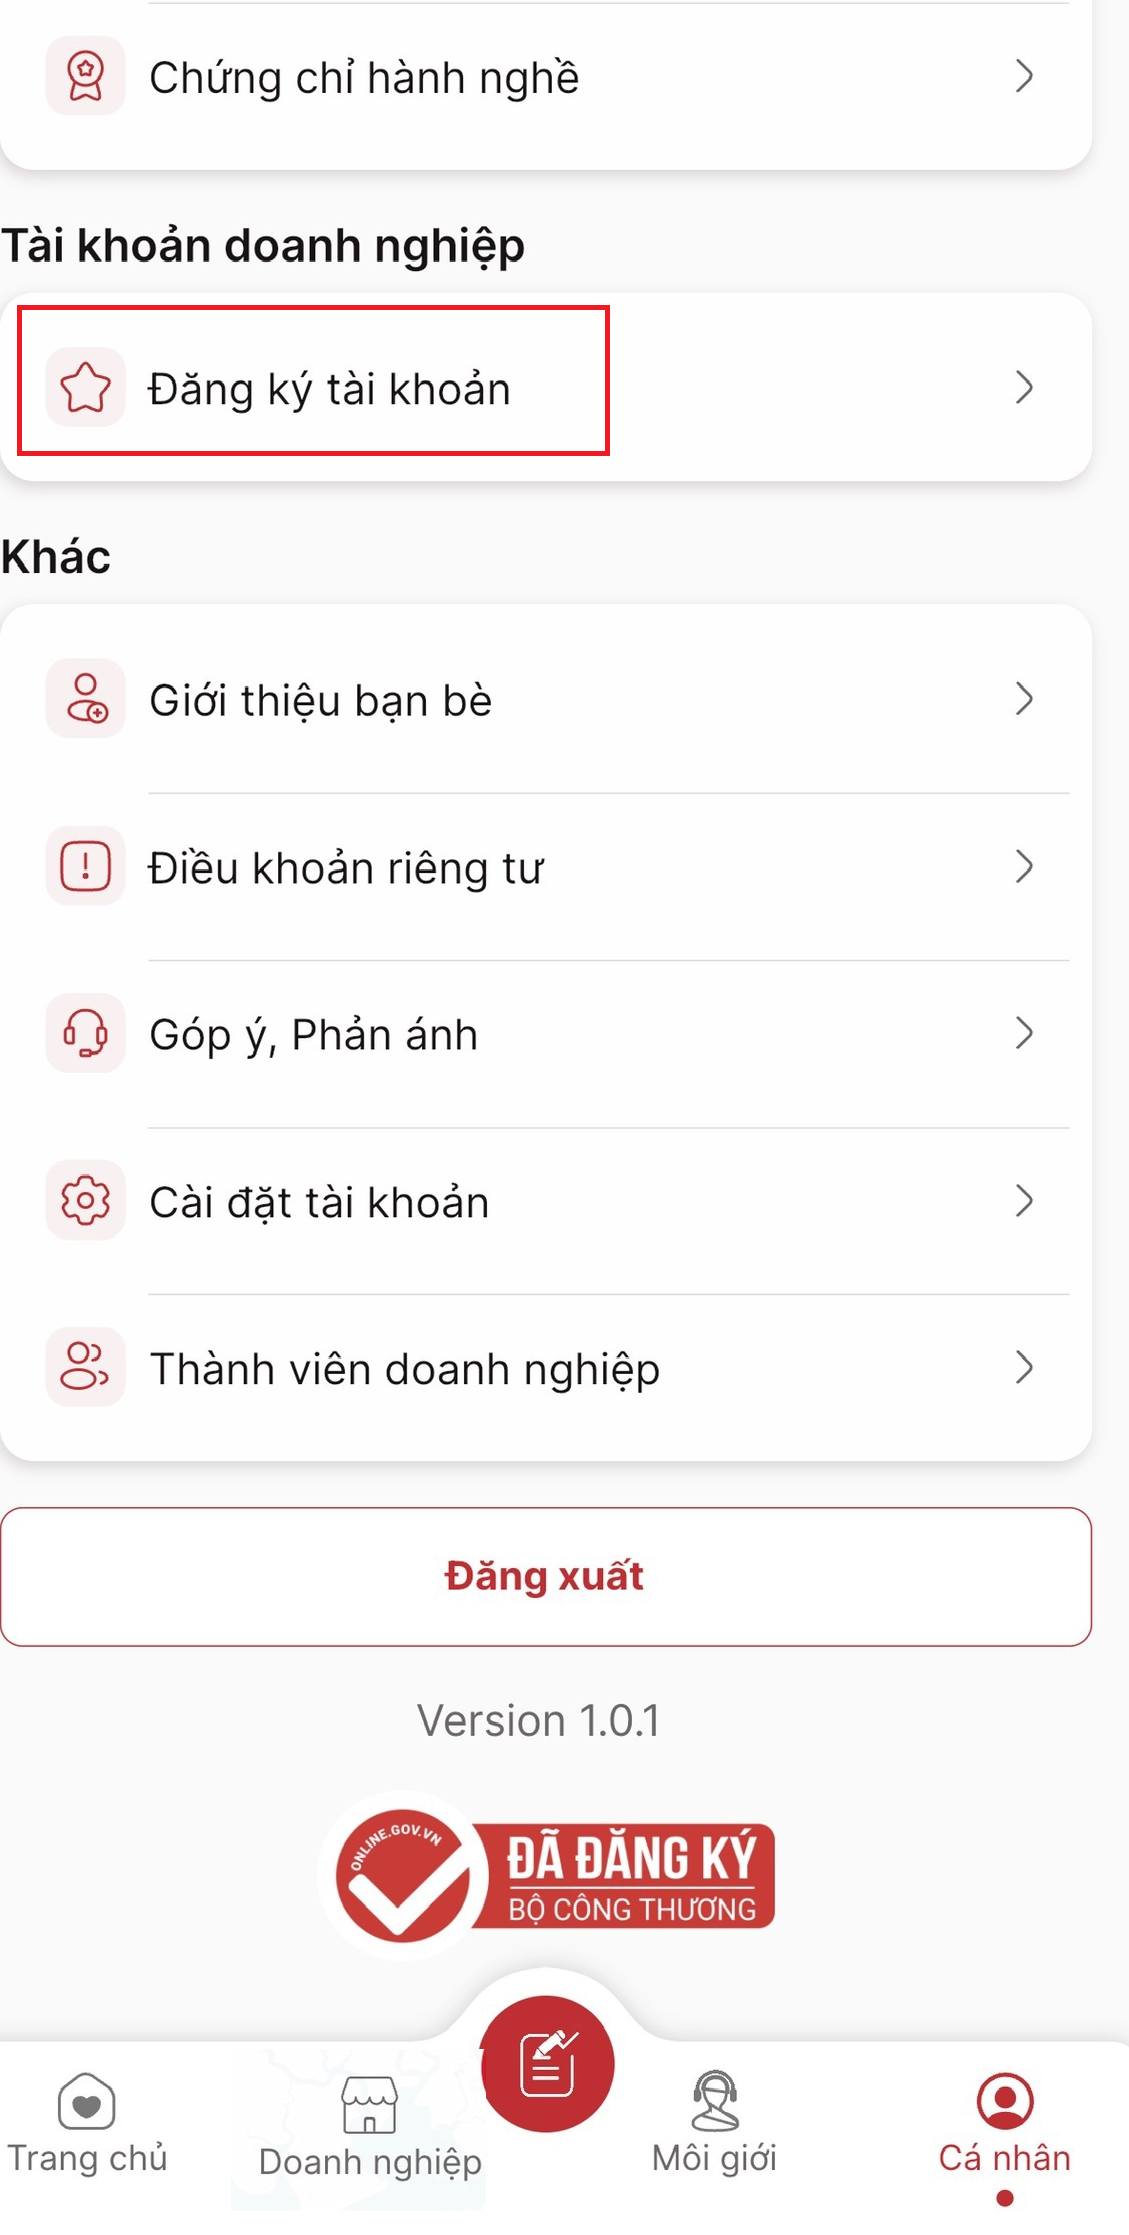 Chứng chỉ hành nghề
Tài khoản doanh nghiệp
Đăng ký tài khoản
Khác
Giới thiệu bạn bè
Điều khoản riêng tư
Góp ý, Phản ánh
Cài đặt tài khoản
Thành viên doanh nghiệp
Đăng xuất
Version 1.0.1
ONLINE.GOV.VN
ĐÃ ĐĂNG KÝ
BỘ CÔNG THƯƠNG
Trang chủ
Doanh nghiệp
Môi giới
Cá nhân